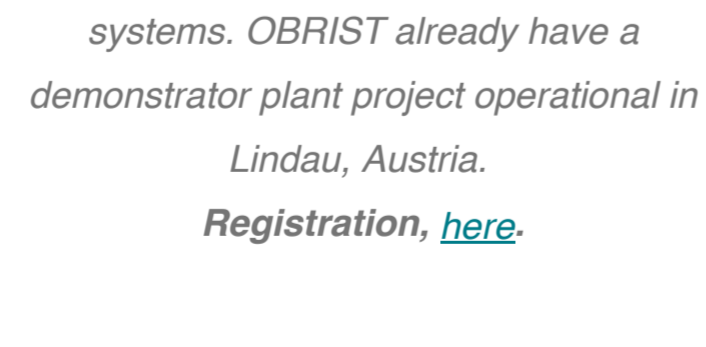 systems. OBRIST already have a
demonstrator plant project operational in
Lindau, Austria.
Registration, here.